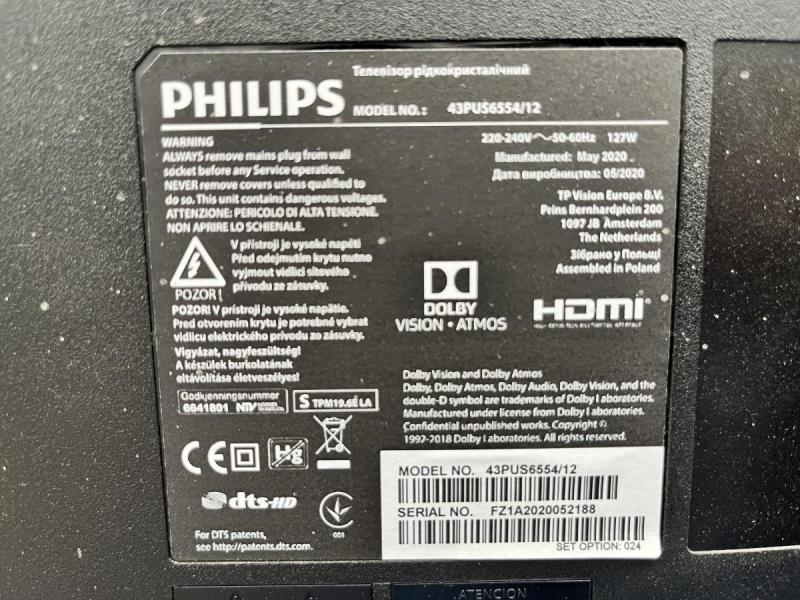 Телевізор рідкокристалічний
PHILIPS MODEL NO.: 43PUS6554/12
220-240V～50-60Hz 127W
Manufactured: May 2020
Дата виробництва: 05/2020
WARNING
ALWAYS remove mains plug from wall
socket before any Service operation.
NEVER remove covers unless qualified to
do so. This unit contains dangerous voltages.
ATTENZIONE: PERICOLO DI ALTA TENSIONE.
NON APRIRE LO SCHIENALE.
TP Vision Europe B.V.
Prins Bernhardplein 200
1097 JB Amsterdam
The Netherlands
Зібрано у Польщі
Assembled in Poland
V přístroji je vysoké napětí
Před odejmutím krytu nutno
vyjmout vidlici síťového
přívodu ze zásuvky.
POZOR!
POZOR! V prístroji je vysoké napätie.
Pred otvorením krytu je potrebné vybrať
vidlicu elektrického prívodu zo zásuvky.
Vigyázat, nagyfeszültség!
A készülek burkolatának
eltávolítása életveszélyes!
DOLBY
VISION·ATMOS
HDMI
HIGH-DEFINITION MULTIMEDIA INTERFACE
Godkjenningsnummer
6641801
S TPM19.6E LA
Dolby Vision and Dolby Atmos
Dolby, Dolby Atmos, Dolby Audio, Dolby Vision, and the
double-D symbol are trademarks of Dolby Laboratories.
Manufactured under license from Dolby Laboratories.
Confidential unpublished works. Copyright ©
1992-2018 Dolby Laboratories. All rights reserved.
CE Hg
dts-HD
001
For DTS patents,
see http://patents.dts.com.
MODEL NO. 43PUS6554/12
SERIAL NO. FZ1A2020052188
SET OPTION: 024
ATENCION